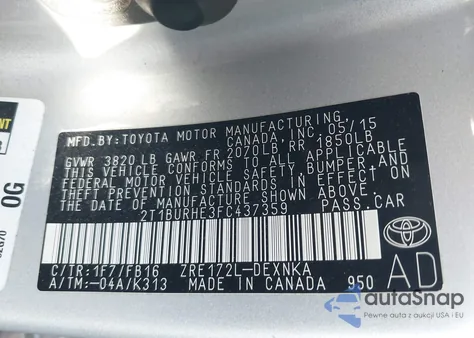 MFD. BY: TOYOTA MOTOR MANUFACTURING,
CANADA INC. 05/15
GVWR 3820 LB GAWR FR 2020LB, RR 1850LB
THIS VEHICLE CONFORMS TO ALL APPLICABLE
FEDERAL MOTOR VEHICLE SAFETY, BUMPER, AND
THEFT PREVENTION STANDARDS IN EFFECT ON
THE DATE OF MANUFACTURE SHOWN ABOVE.
2T1BURHE3FC437359 PASS.CAR
C/TR:1F7/FB16 ZRE172L-DEXNKA
A/TM:-04A/K313 MADE IN CANADA 950
AD
OG
autoSnap
Pewne auta z aukcji USA i EU